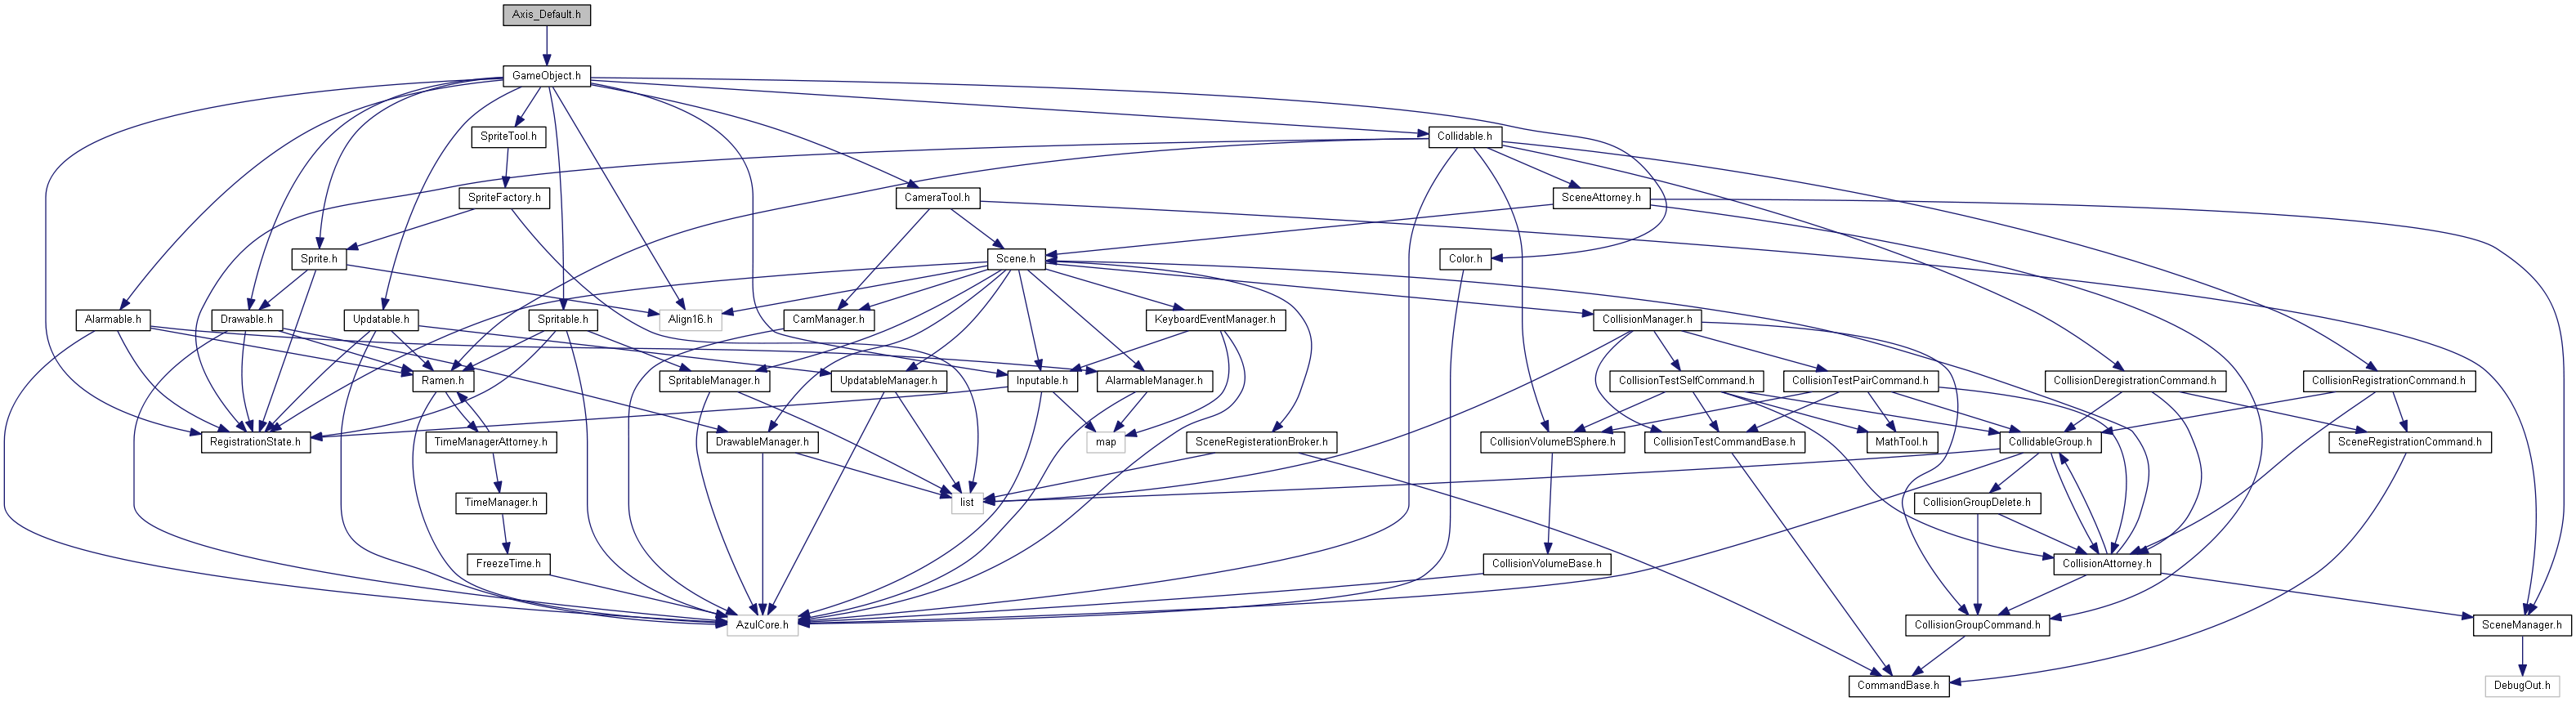 Axis_Default.h
GameObject.h
SpriteTool.h
Collidable.h
SpriteFactory.h
CameraTool.h
SceneAttorney.h
Sprite.h
Scene.h
Color.h
Alarmable.h
Drawable.h
Updatable.h
Spritable.h
Align16.h
CamManager.h
KeyboardEventManager.h
CollisionManager.h
Ramen.h
SpritableManager.h
UpdatableManager.h
Inputable.h
AlarmableManager.h
CollisionTestSelfCommand.h
CollisionTestPairCommand.h
CollisionDeregistrationCommand.h
CollisionRegistrationCommand.h
RegistrationState.h
TimeManagerAttorney.h
DrawableManager.h
map
SceneRegisterationBroker.h
CollisionVolumeBSphere.h
CollisionTestCommandBase.h
MathTool.h
CollidableGroup.h
SceneRegistrationCommand.h
TimeManager.h
list
CollisionGroupDelete.h
FreezeTime.h
CollisionVolumeBase.h
CollisionAttorney.h
AzulCore.h
CollisionGroupCommand.h
SceneManager.h
CommandBase.h
DebugOut.h